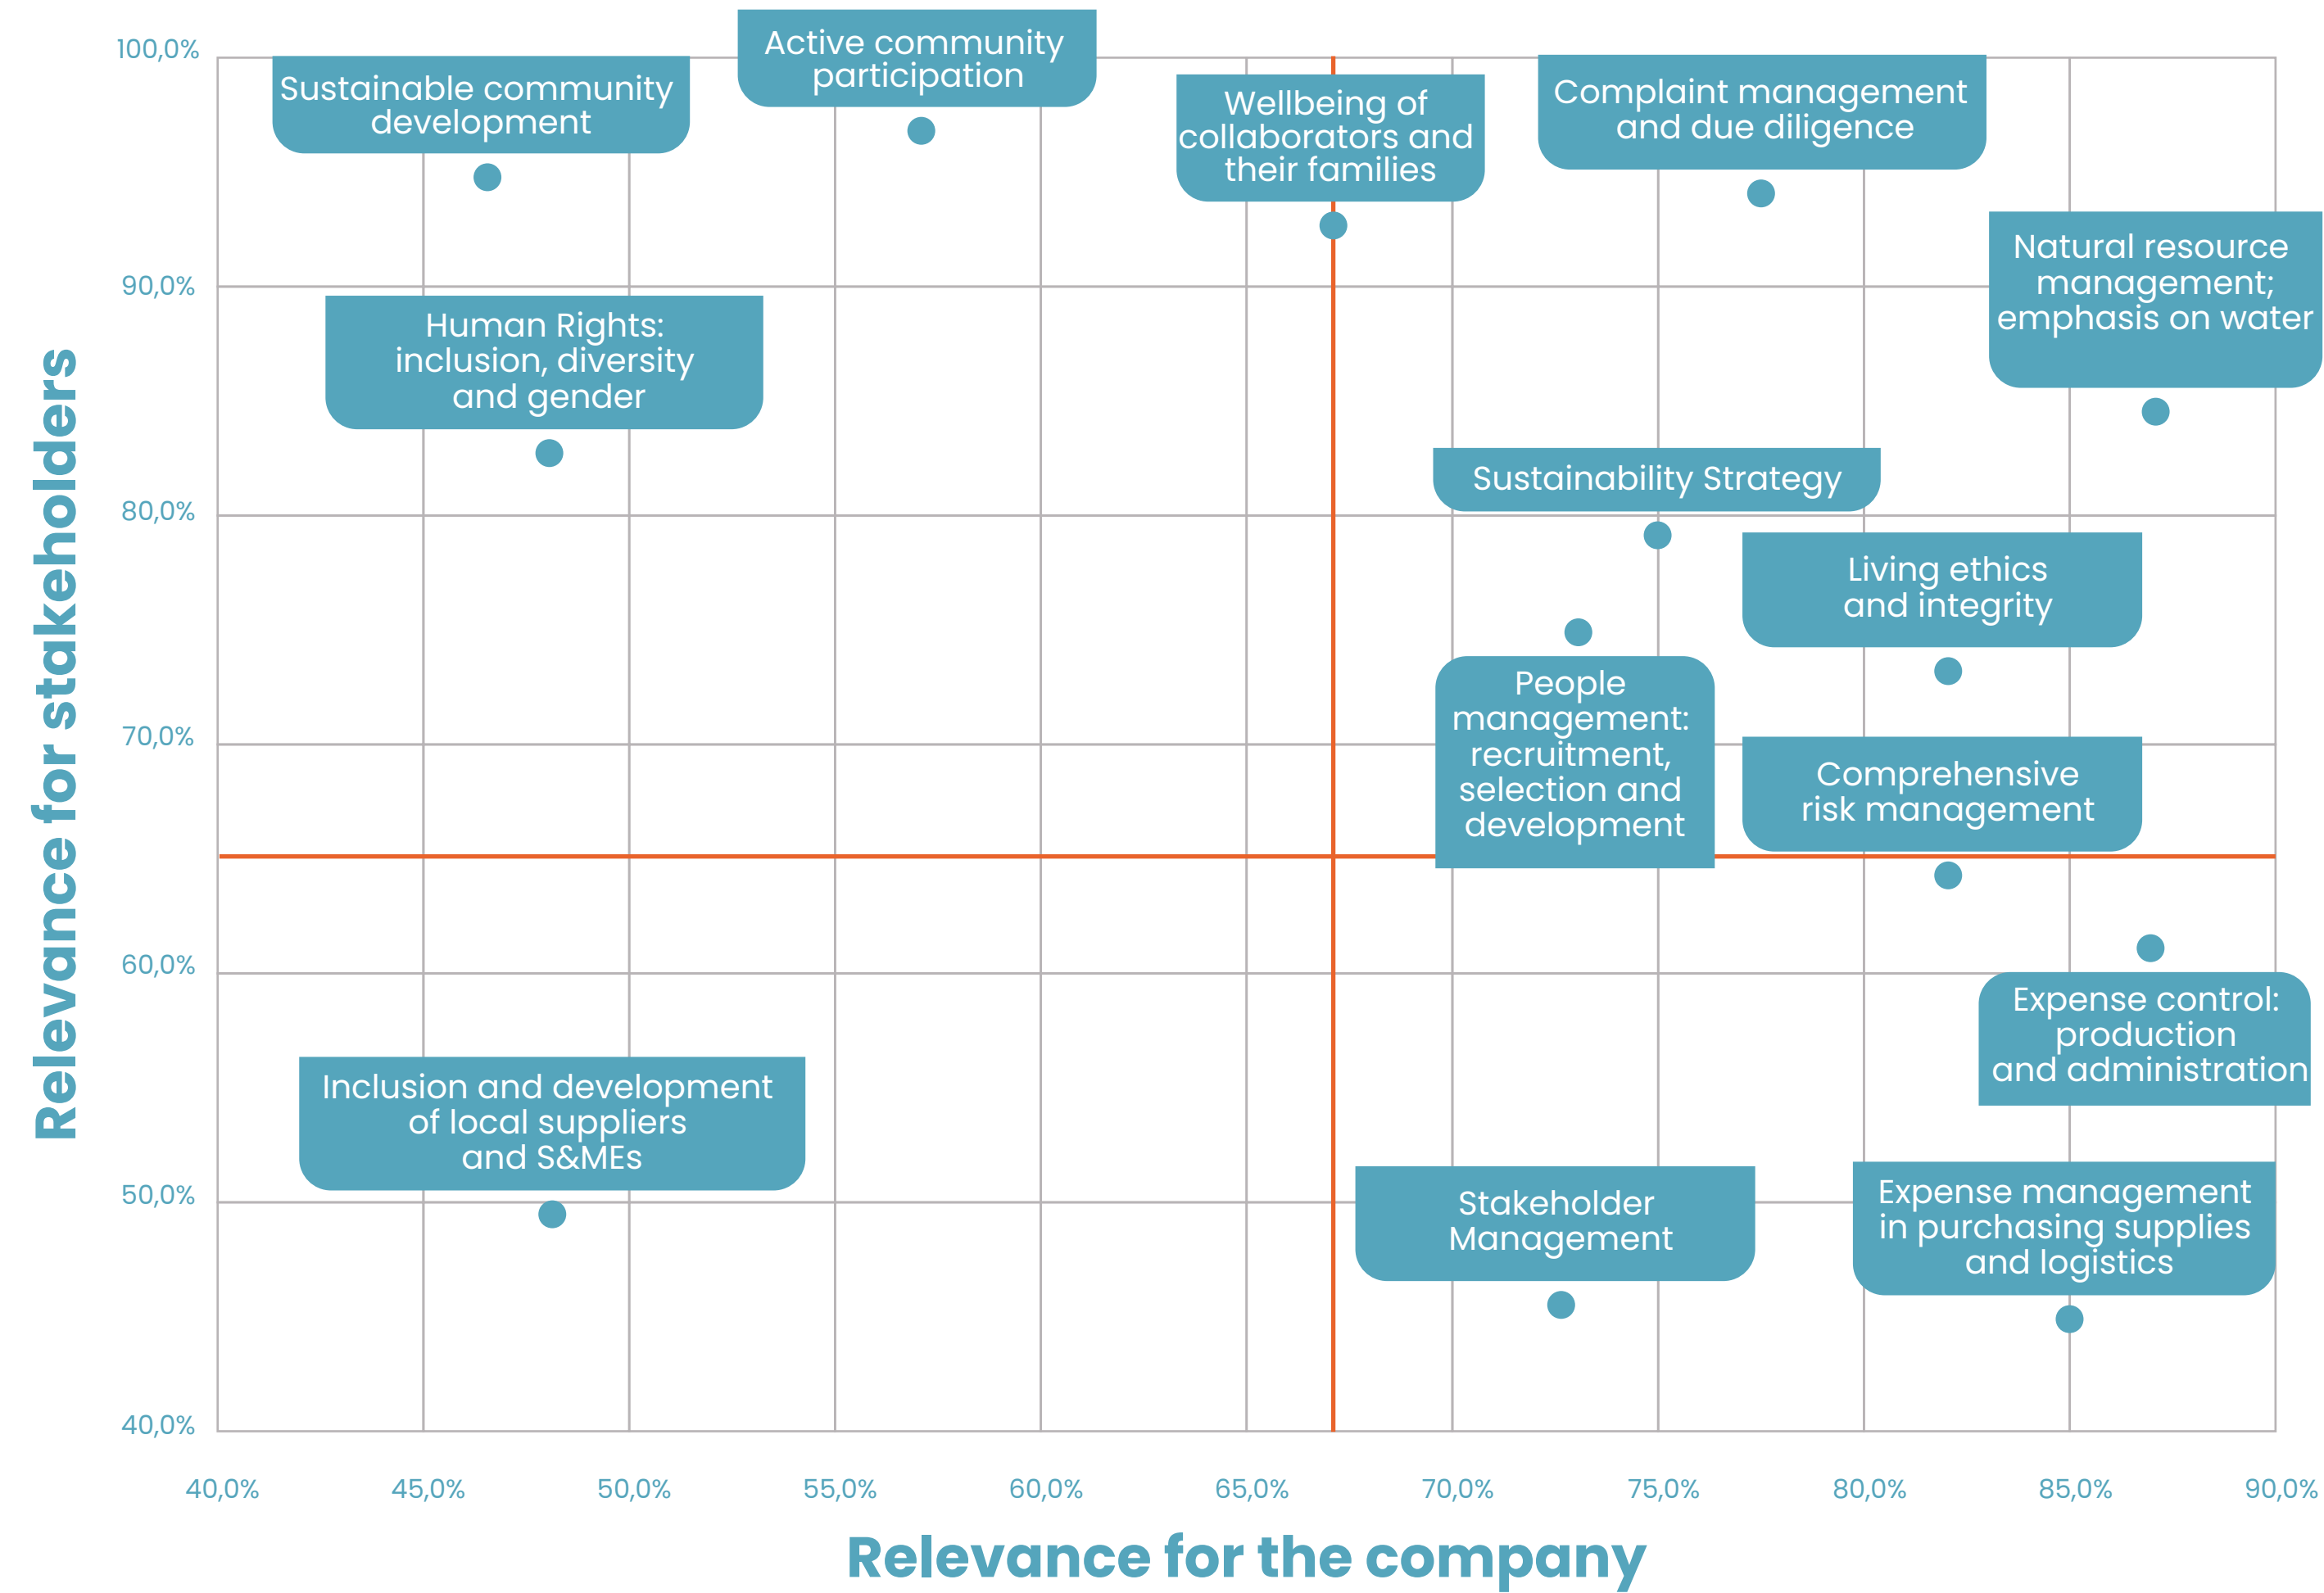 Relevance for stakeholders
100,0%
90,0%
80,0%
70,0%
60,0%
50,0%
40,0%
Sustainable community
development
Active community
participation
Wellbeing of
collaborators and
their families
Complaint management
and due diligence
Natural resource
management;
emphasis on water
Human Rights:
inclusion, diversity
and gender
Sustainability Strategy
Living ethics
and integrity
People
management:
recruitment,
selection and
development
Comprehensive
risk management
Expense control:
production
and administration
Inclusion and development
of local suppliers
and S&MEs
Stakeholder
Management
Expense management
in purchasing supplies
and logistics
40,0%
45,0%
50,0%
55,0%
60,0%
65,0%
70,0%
75,0%
80,0%
85,0%
90,0%
Relevance for the company